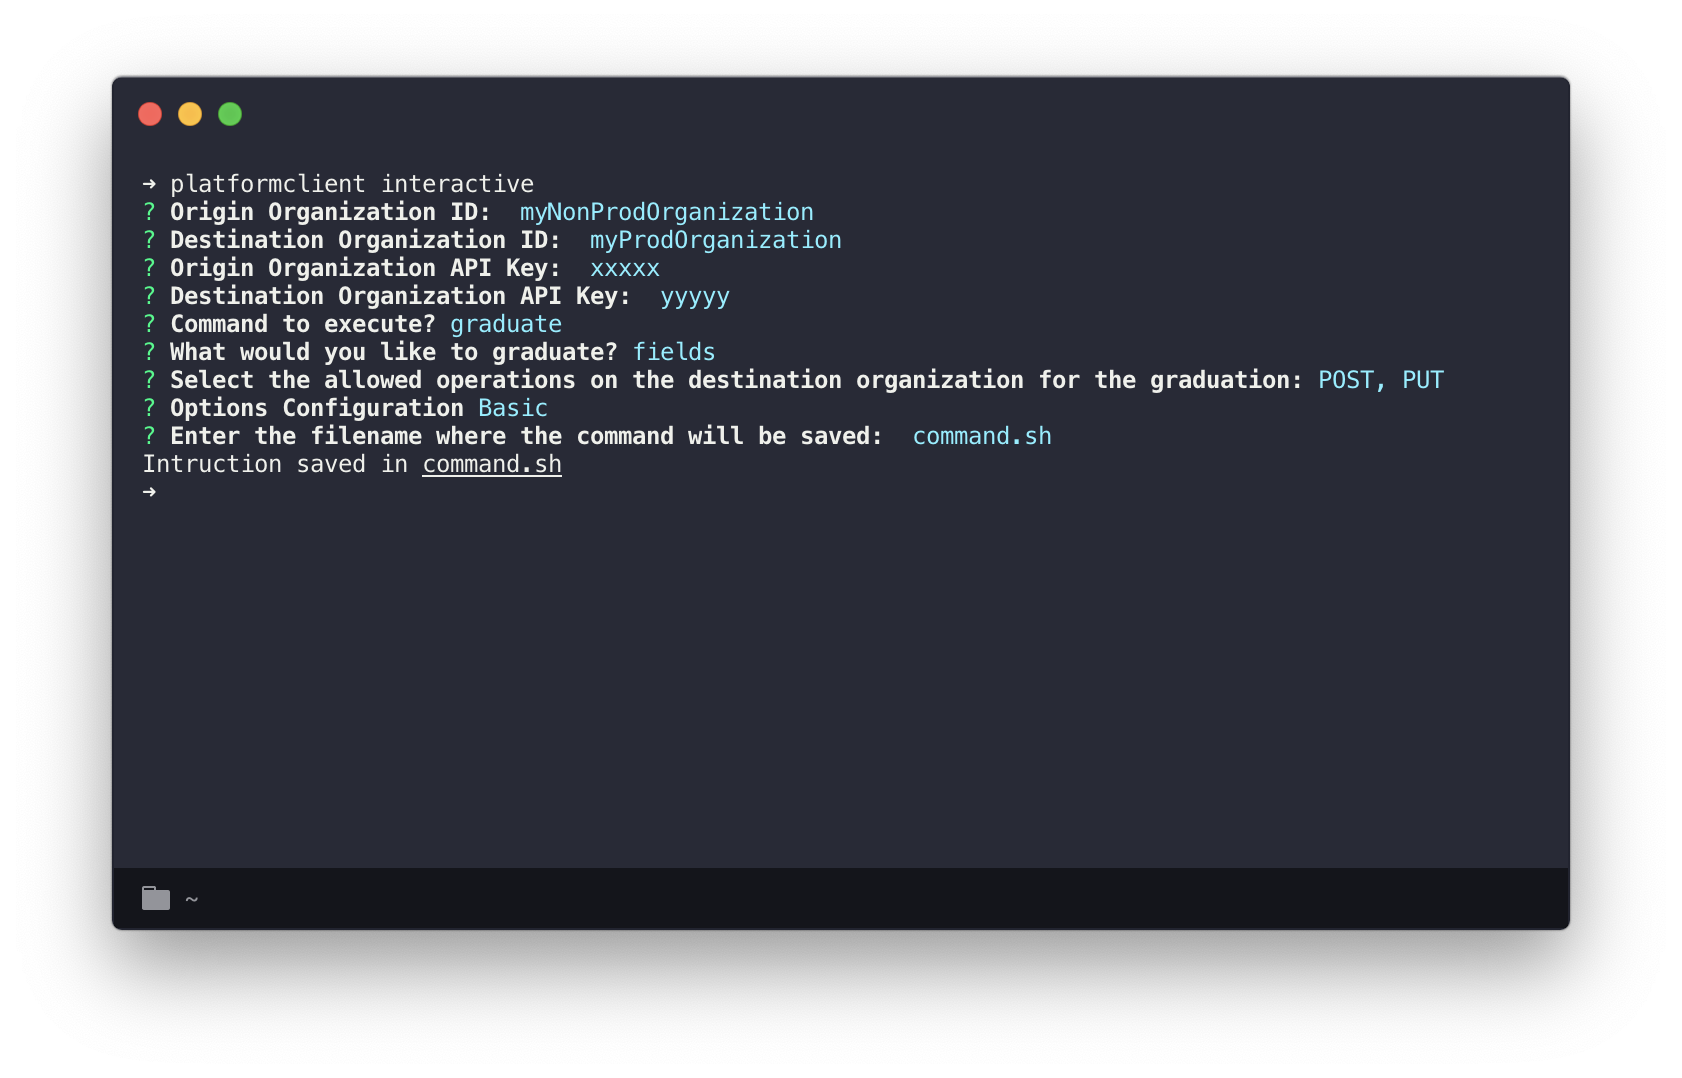 ➜ platformclient interactive
? Origin Organization ID:  myNonProdOrganization
? Destination Organization ID:  myProdOrganization
? Origin Organization API Key:  xxxxx
? Destination Organization API Key:  yyyyy
? Command to execute? graduate
? What would you like to graduate? fields
? Select the allowed operations on the destination organization for the graduation: POST, PUT
? Options Configuration Basic
? Enter the filename where the command will be saved:  command.sh
Intruction saved in command.sh
➜
~